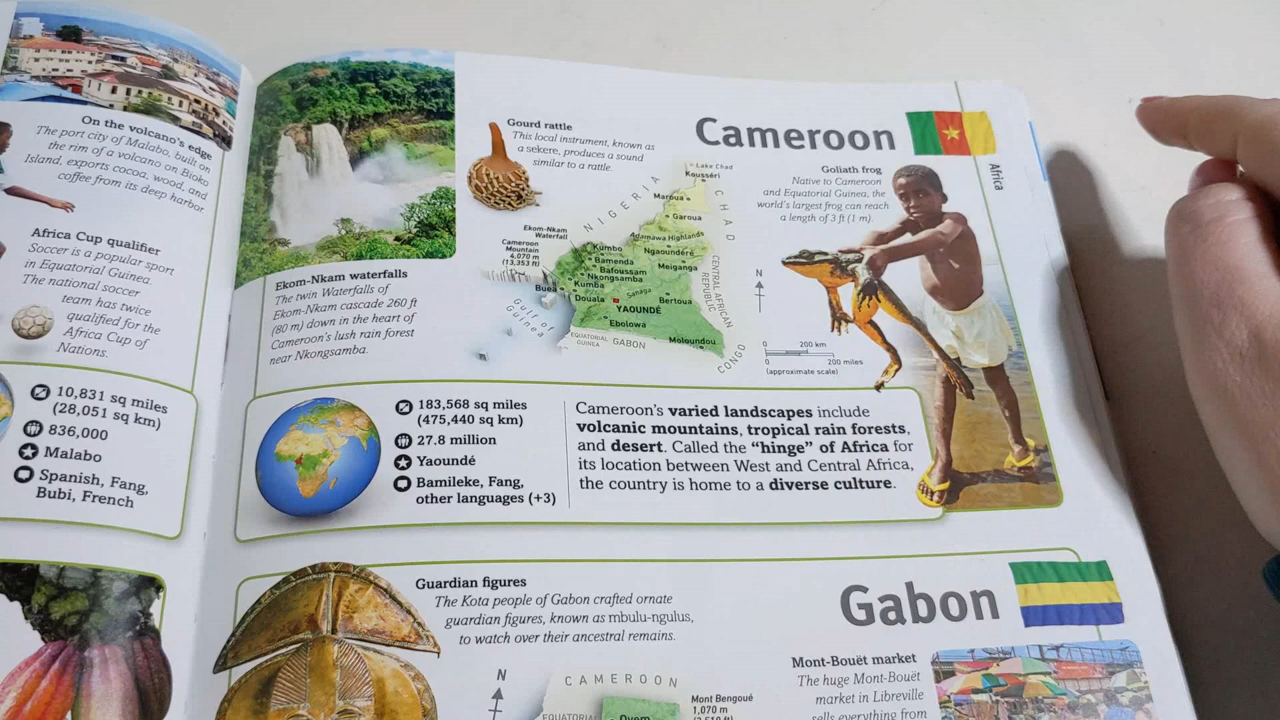 On the volcano's edge
The port city of Malabo, built on
the rim of a volcano on Bioko
Island, exports cocoa, wood, and
coffee from its deep harbor
Africa Cup qualifier
Soccer is a popular sport
in Equatorial Guinea.
The national soccer
team has twice
qualified for the
Africa Cup of
Nations.
10,831 sq miles
(28,051 sq km)
836,000
Malabo
Spanish, Fang,
Bubi, French
Ekom-Nkam waterfalls
The twin Waterfalls of
Ekom-Nkam cascade 260 ft
(80 m) down in the heart of
Cameroon's lush rain forest
near Nkongsamba.
Gourd rattle
This local instrument, known as
a sekere, produces a sound
similar to a rattle.
Cameroon
Africa
Goliath frog
Native to Cameroon
and Equatorial Guinea, the
world's largest frog can reach
a length of 3 ft (1 m).
Lake Chad
Kousséri
NIGERIA
CHAD
Maroua
Garoua
Ekom-Nkam
Waterfall
Cameroon
Mountain
4,070 m
(13,353 ft)
Adamawa Highlands
Kumbo
Ngaoundéré
Bamenda
Meiganga
Bafoussam
Nkongsamba
Buea
Kumba
Douala
Sanaga
Bertoua
YAOUNDÉ
Ebolowa
Moloundou
Gulf of
Guinea
EQUATORIAL
GUINEA
GABON
CENTRAL AFRICAN
REPUBLIC
CONGO
N
0 200 km
0 200 miles
(approximate scale)
183,568 sq miles
(475,440 sq km)
27.8 million
Yaoundé
Bamileke, Fang,
other languages (+3)
Cameroon's varied landscapes include
volcanic mountains, tropical rain forests,
and desert. Called the "hinge" of Africa for
its location between West and Central Africa,
the country is home to a diverse culture.
Guardian figures
The Kota people of Gabon crafted ornate
guardian figures, known as mbulu-ngulus,
to watch over their ancestral remains.
Gabon
Mont-Bouët market
The huge Mont-Bouët
market in Libreville
sells everything from
N
CAMEROON
EQUATORIAL
Oyem
Mont Bengoué
1,070 m
(3,510 ft)